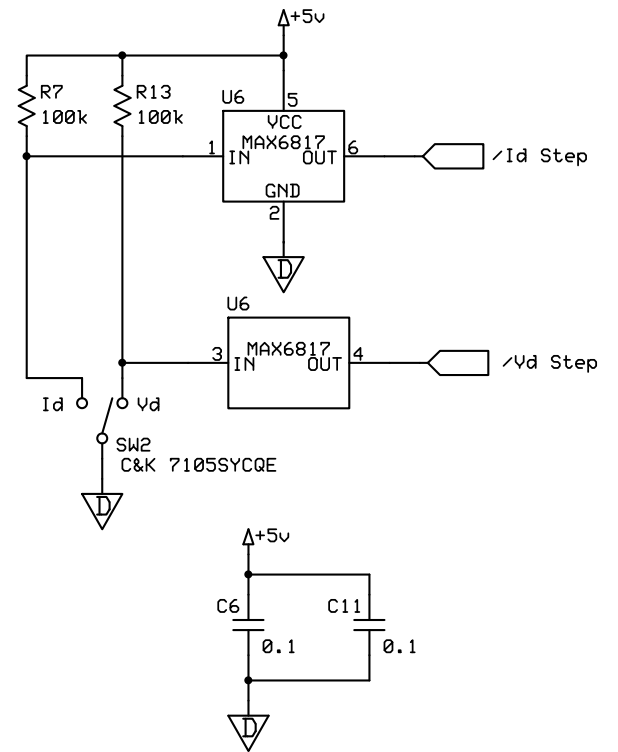 +5v
R7
100k
R13
100k
U6
5
VCC
MAX6817
1
IN
OUT
6
/Id Step
GND
2
D
U6
MAX6817
3
IN
OUT
4
/Vd Step
Id
Vd
SW2
C&K 7105SYCQE
D
+5v
C6
0.1
C11
0.1
D